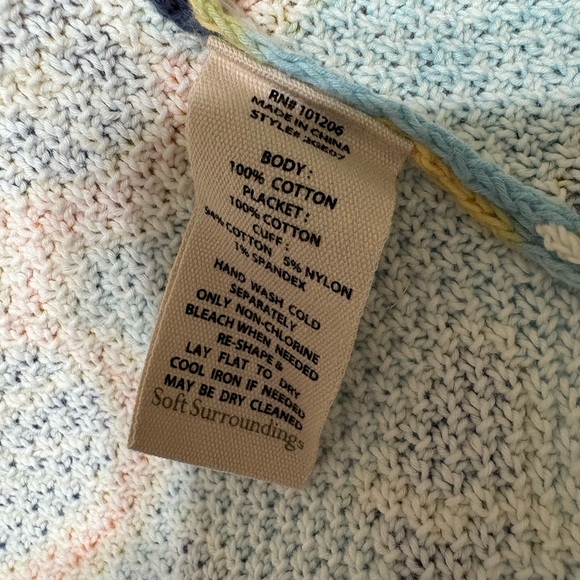 RN# 101206
MADE IN CHINA
STYLE# 2GE07
BODY:
100% COTTON
PLACKET:
100% COTTON
CUFF:
94% COTTON 5% NYLON
1% SPANDEX
HAND WASH COLD
SEPARATELY
ONLY NON-CHLORINE
BLEACH WHEN NEEDED
RE-SHAPE &
LAY FLAT TO DRY
COOL IRON IF NEEDED
MAY BE DRY CLEANED
Soft Surroundings